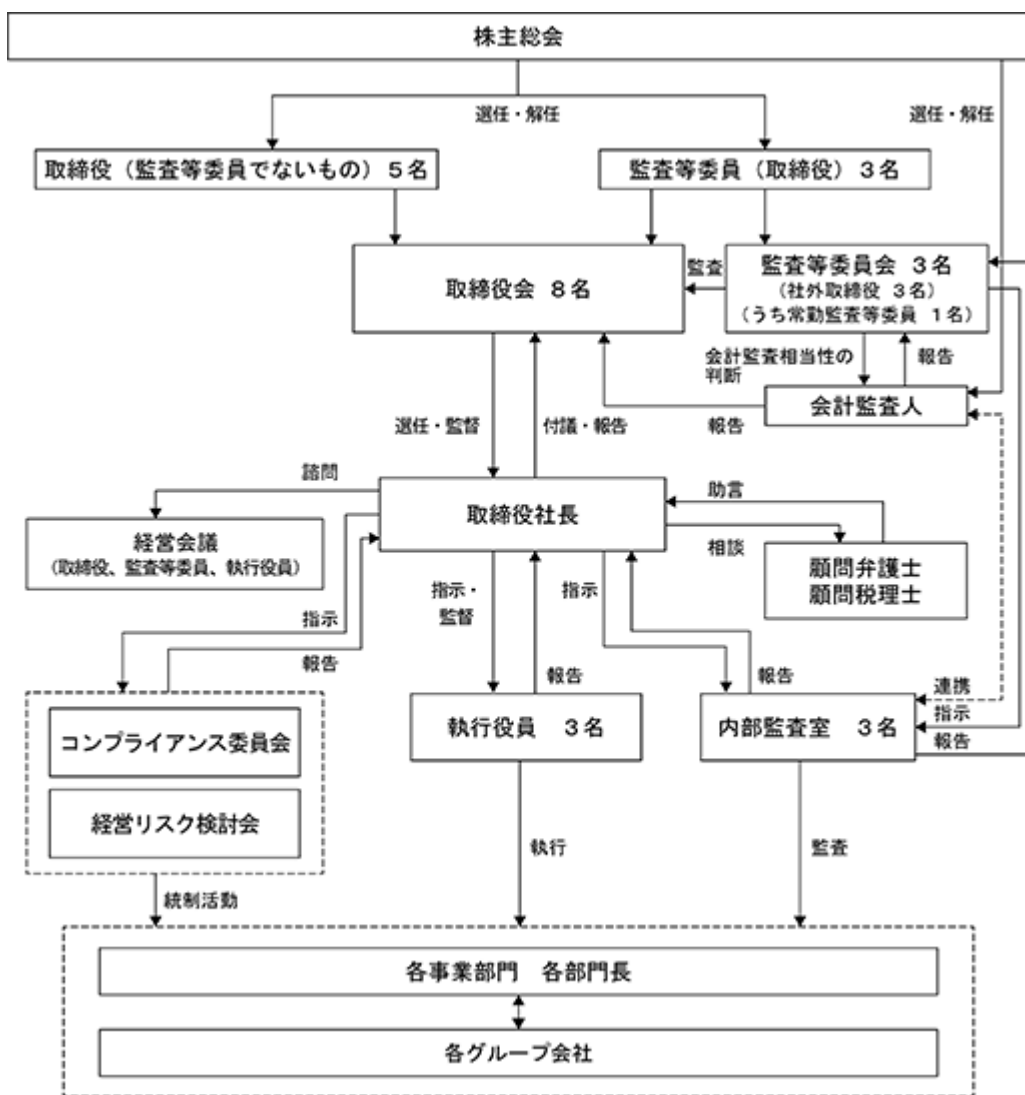 株主総会
選任・解任
選任・解任
取締役（監査等委員でないもの）５名
監査等委員（取締役）３名
取締役会　８名
監査
監査等委員会　３名
（社外取締役　３名）
（うち常勤監査等委員　１名）
会計監査相当性の
判断
報告
会計監査人
報告
選任・監督
付議・報告
諮問
取締役社長
助言
相談
経営会議
（取締役、監査等委員、執行役員）
顧問弁護士
顧問税理士
指示
報告
指示・
監督
指示
報告
報告
連携
指示
報告
コンプライアンス委員会
経営リスク検討会
執行役員　３名
内部監査室　３名
統制活動
執行
監査
各事業部門　各部門長
各グループ会社